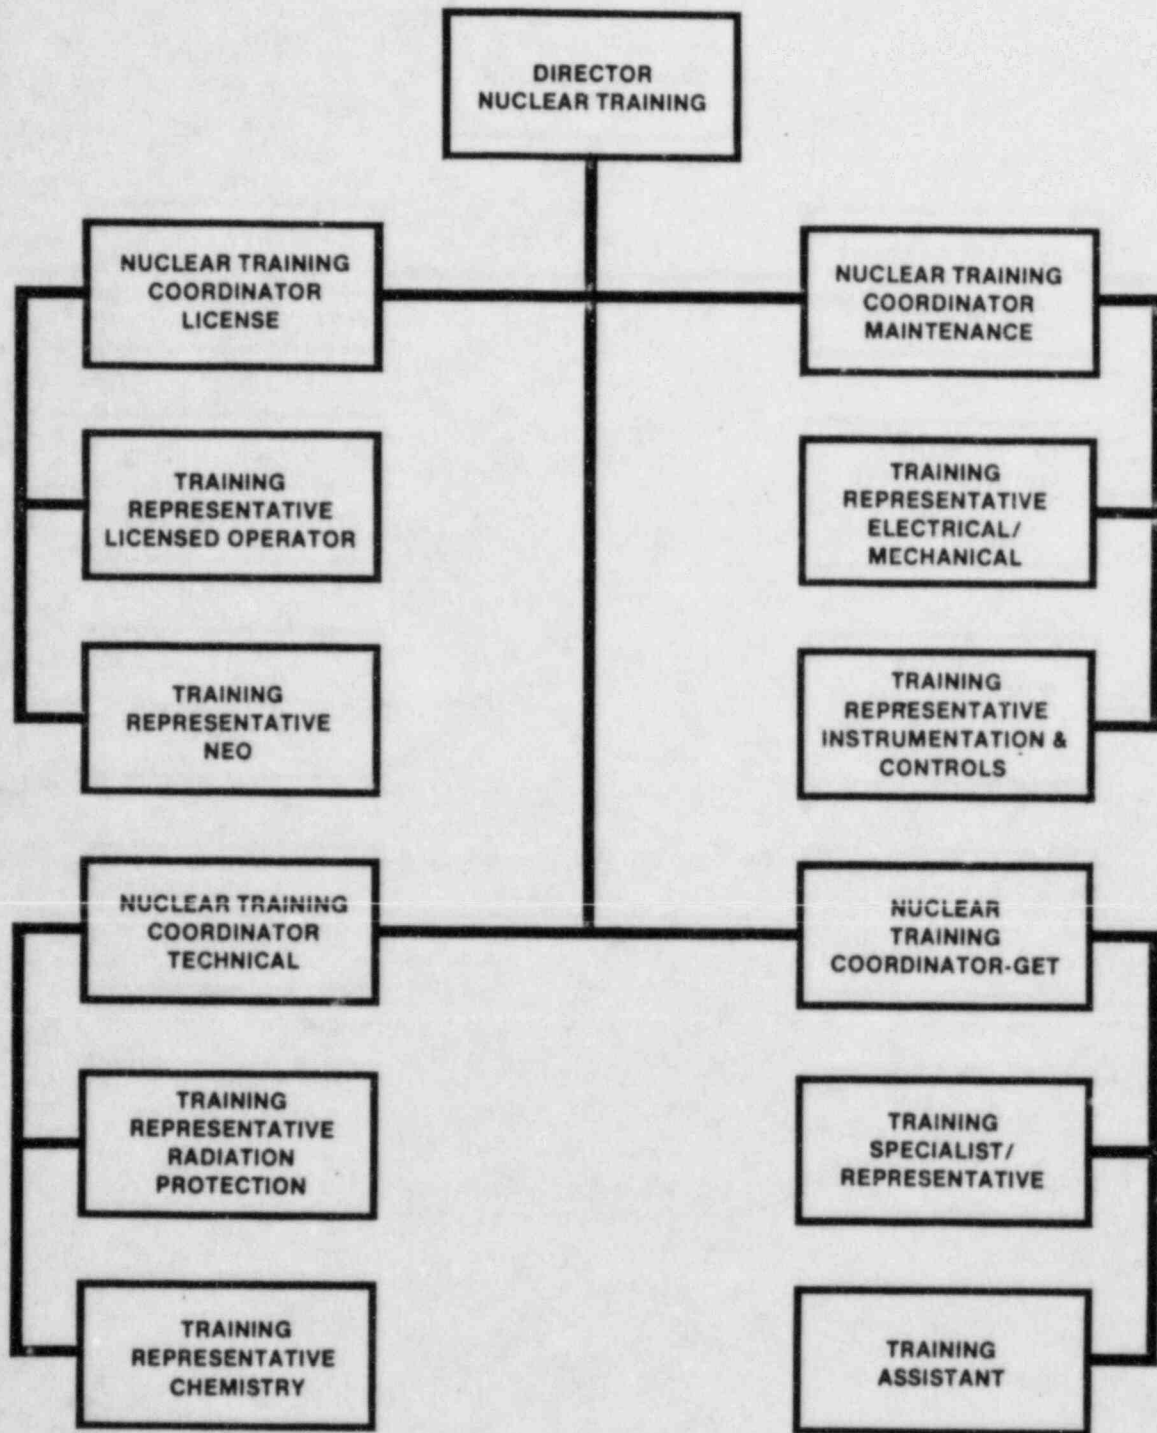 DIRECTOR
NUCLEAR TRAINING
NUCLEAR TRAINING
COORDINATOR
LICENSE
TRAINING
REPRESENTATIVE
LICENSED OPERATOR
TRAINING
REPRESENTATIVE
NEO
NUCLEAR TRAINING
COORDINATOR
MAINTENANCE
TRAINING
REPRESENTATIVE
ELECTRICAL/
MECHANICAL
TRAINING
REPRESENTATIVE
INSTRUMENTATION &
CONTROLS
NUCLEAR TRAINING
COORDINATOR
TECHNICAL
TRAINING
REPRESENTATIVE
RADIATION
PROTECTION
TRAINING
REPRESENTATIVE
CHEMISTRY
NUCLEAR
TRAINING
COORDINATOR-GET
TRAINING
SPECIALIST/
REPRESENTATIVE
TRAINING
ASSISTANT